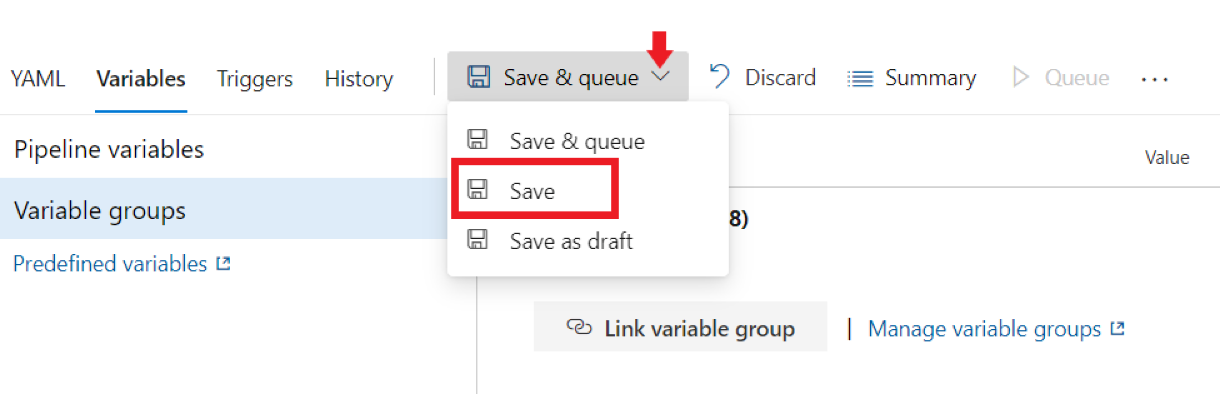 YAML Variables Triggers History Save & queue Discard Summary Queue ...
Pipeline variables
Save & queue
Value
Variable groups
Save
8)
Predefined variables
Save as draft
Link variable group | Manage variable groups